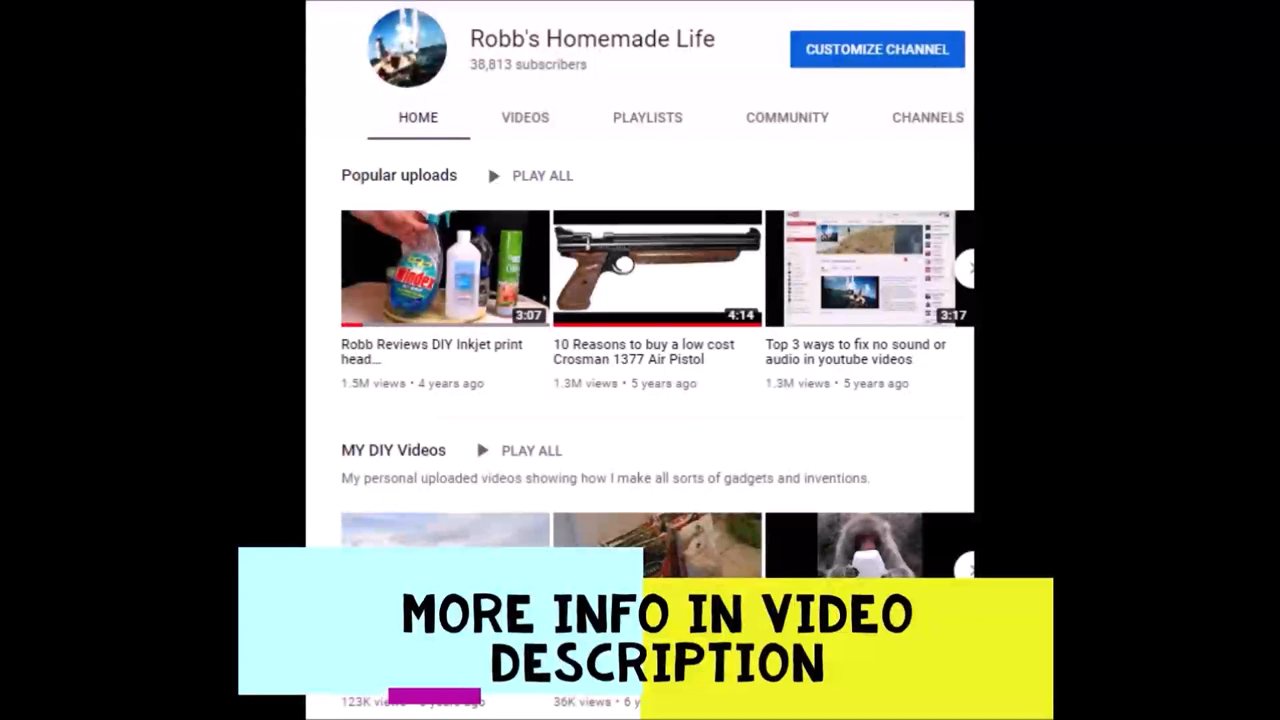 Robb's Homemade Life
38,813 subscribers
CUSTOMIZE CHANNEL
HOME VIDEOS PLAYLISTS COMMUNITY CHANNELS
Popular uploads PLAY ALL
Windex
3:07 4:14 3:17
Robb Reviews DIY Inkjet print 10 Reasons to buy a low cost Top 3 ways to fix no sound or
head... Crosman 1377 Air Pistol audio in youtube videos
1.5M views • 4 years ago 1.3M views • 5 years ago 1.3M views • 5 years ago
MY DIY Videos PLAY ALL
My personal uploaded videos showing how I make all sorts of gadgets and inventions.
MORE INFO IN VIDEO
DESCRIPTION
123K ago 36K views • 6